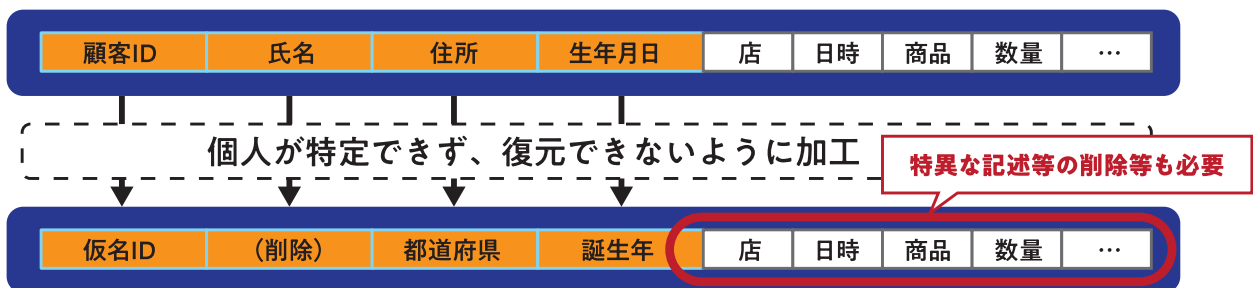 顧客ID 氏名 住所 生年月日 店 日時 商品 数量 …
個人が特定できず、復元できないように加工
特異な記述等の削除等も必要
仮名ID （削除） 都道府県 誕生年 店 日時 商品 数量 …